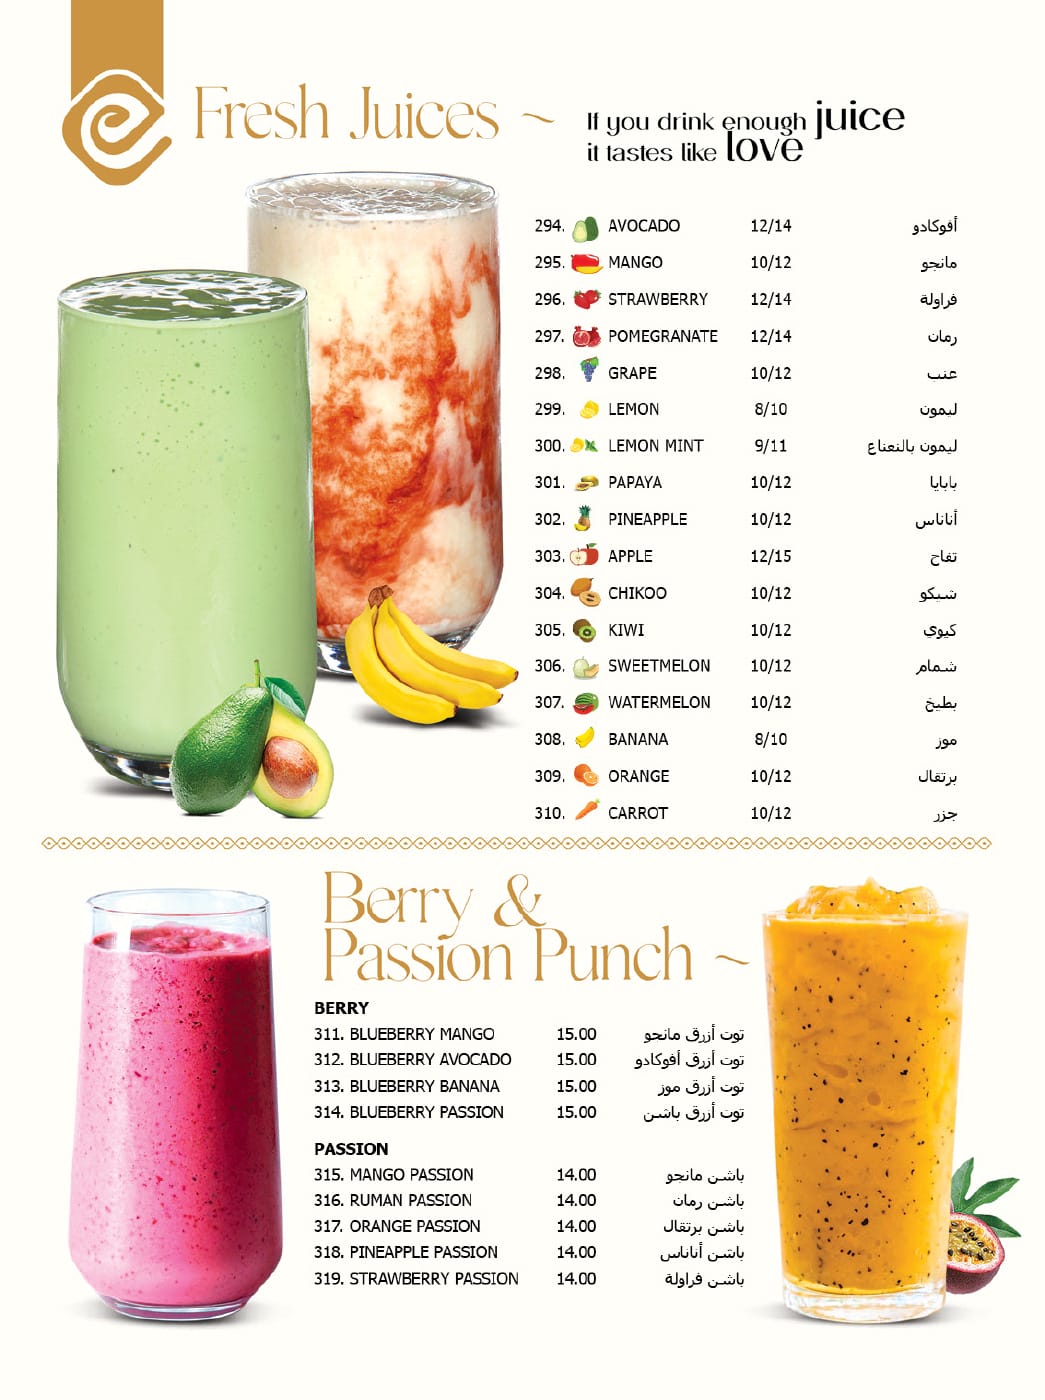 Fresh Juices ~
If you drink enough juice
it tastes like love
294. AVOCADO 12/14 أفوكادو
295. MANGO 10/12 مانجو
296. STRAWBERRY 12/14 فراولة
297. POMEGRANATE 12/14 رمان
298. GRAPE 10/12 عنب
299. LEMON 8/10 ليمون
300. LEMON MINT 9/11 ليمون بالنعناع
301. PAPAYA 10/12 بابايا
302. PINEAPPLE 10/12 أناناس
303. APPLE 12/15 تفاح
304. CHIKOO 10/12 شيكو
305. KIWI 10/12 كيوي
306. SWEETMELON 10/12 شمام
307. WATERMELON 10/12 بطيخ
308. BANANA 8/10 موز
309. ORANGE 10/12 برتقال
310. CARROT 10/12 جزر
Berry &
Passion Punch ~
BERRY
311. BLUEBERRY MANGO 15.00 توت أزرق مانجو
312. BLUEBERRY AVOCADO 15.00 توت أزرق أفوكادو
313. BLUEBERRY BANANA 15.00 توت أزرق موز
314. BLUEBERRY PASSION 15.00 توت أزرق باشن
PASSION
315. MANGO PASSION 14.00 باشن مانجو
316. RUMAN PASSION 14.00 باشن رمان
317. ORANGE PASSION 14.00 باشن برتقال
318. PINEAPPLE PASSION 14.00 باشن أناناس
319. STRAWBERRY PASSION 14.00 باشن فراولة